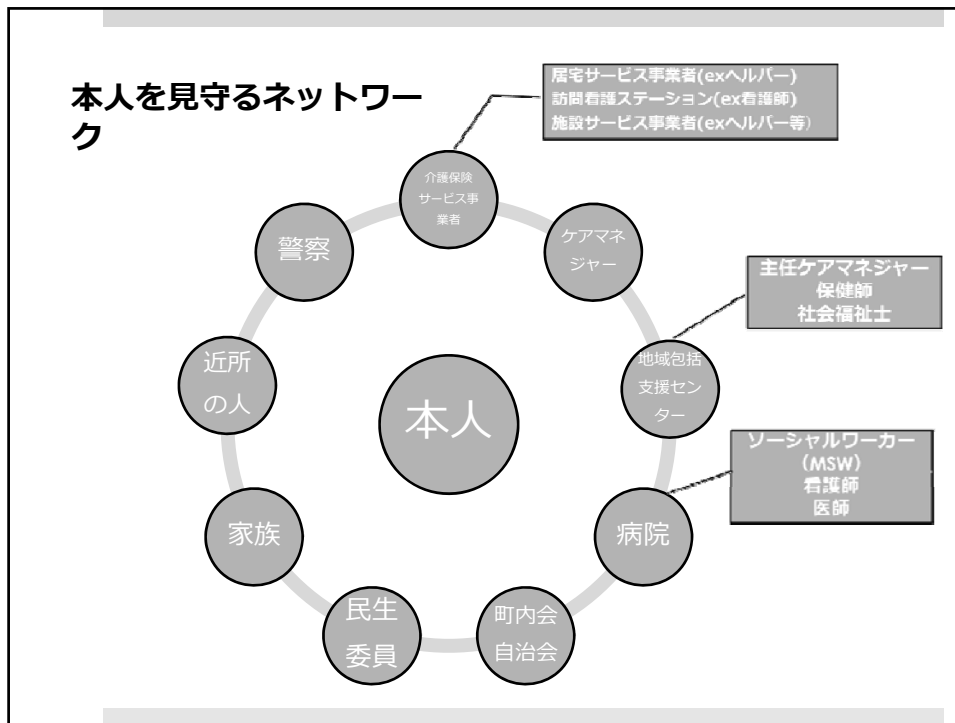 本人を見守るネットワー
ク
居宅サービス事業者(exヘルパー)
訪問看護ステーション(ex看護師)
施設サービス事業者(exヘルパー等)
介護保険
サービス事
業者
ケアマネ
ジャー
主任ケアマネジャー
保健師
社会福祉士
地域包括
支援セン
ター
ソーシャルワーカー
(MSW)
看護師
医師
病院
町内会
自治会
民生
委員
家族
近所
の人
警察
本人